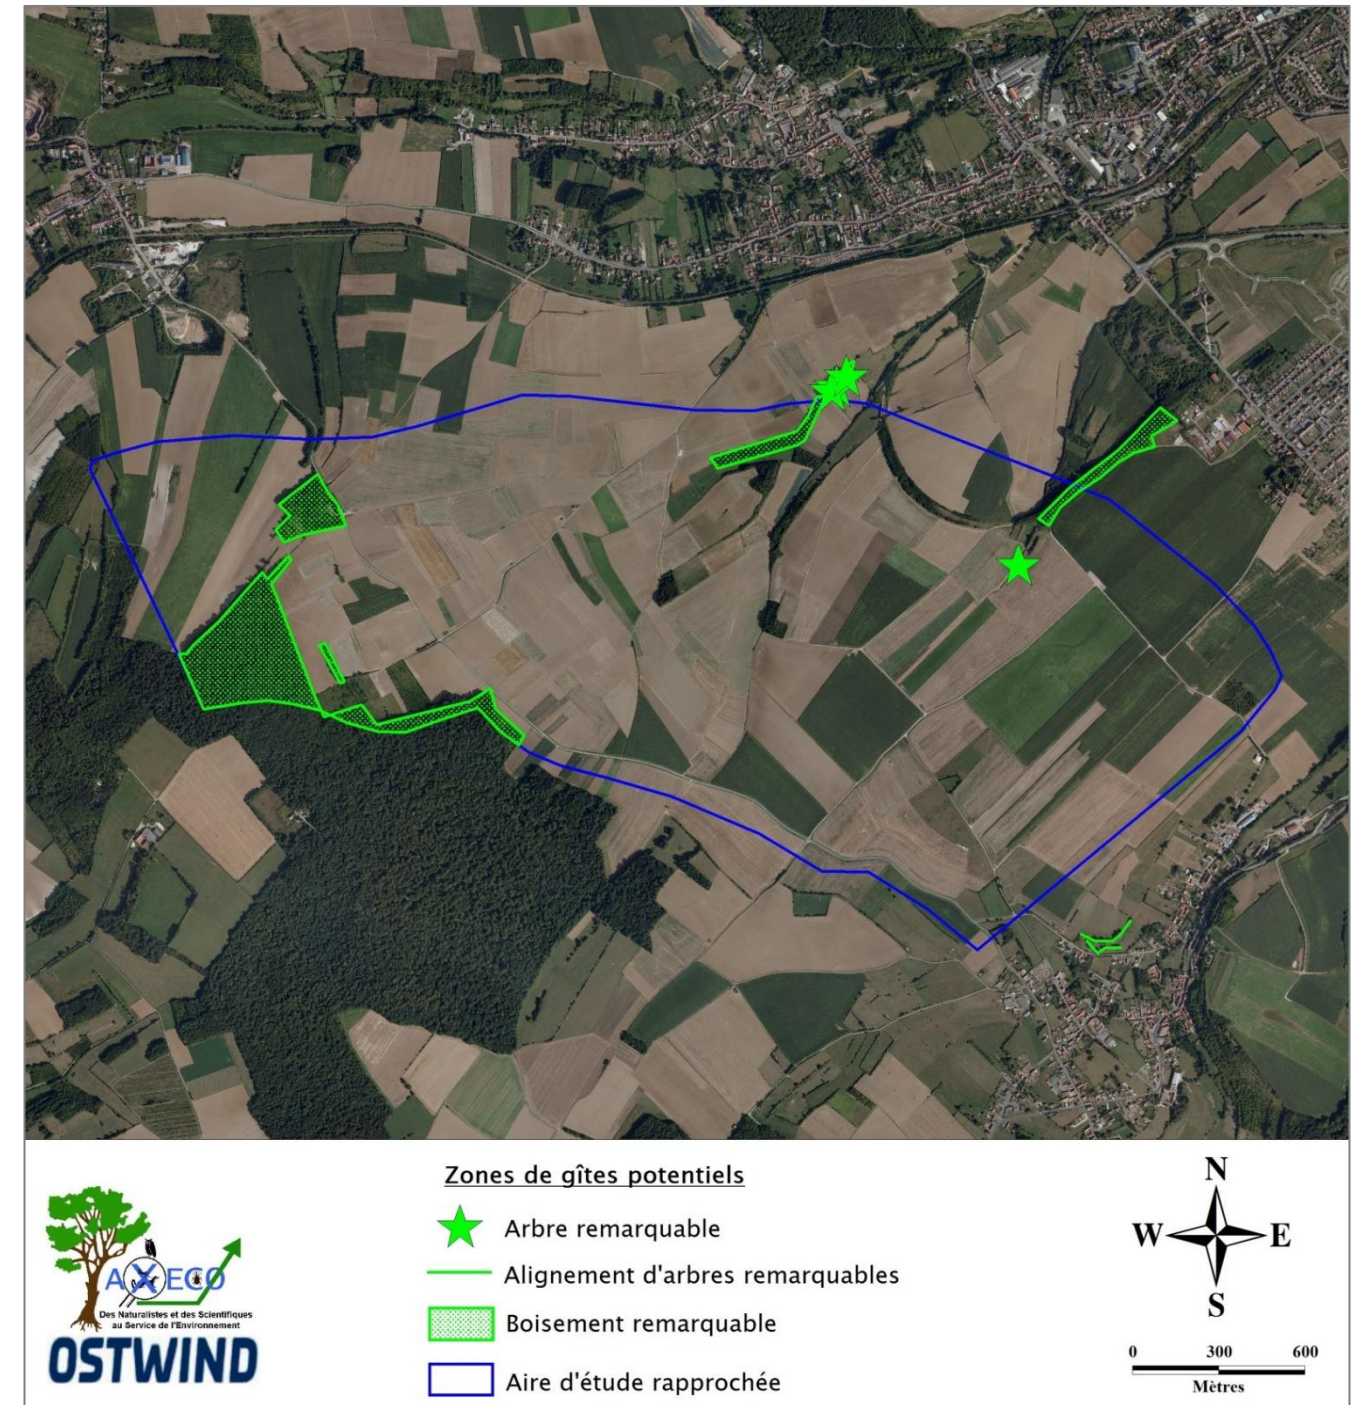 Zones de gîtes potentiels
Arbre remarquable
Alignement d'arbres remarquables
Boisement remarquable
Aire d'étude rapprochée
AXECO
Des Naturalistes et des Scientifiques
au Service de l'Environnement
OSTWIND
N
W E
S
0 300 600
Mètres